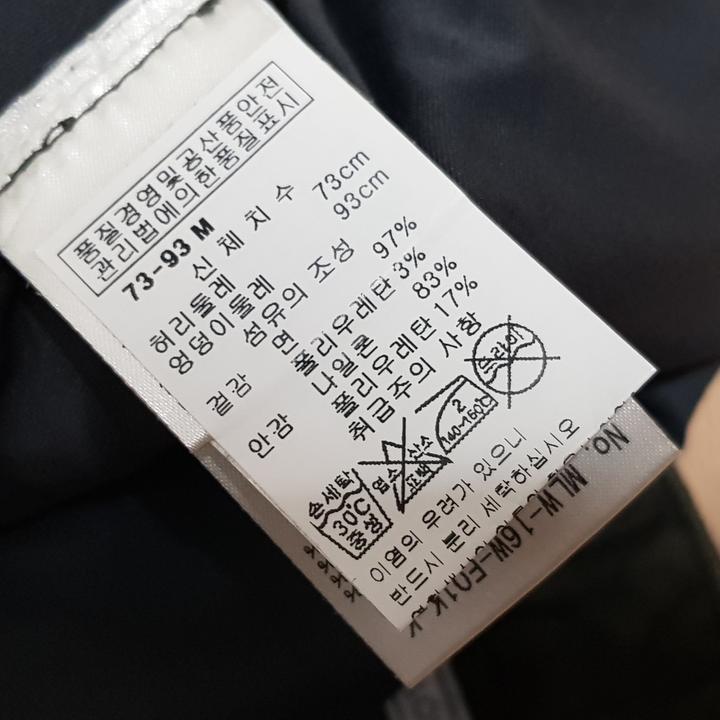 품질경영및공산품안전
관리법에의한품질표시
73-93 M
신 체 치 수
허리둘레 73cm
엉덩이둘레 93cm
섬유의 조성
겉감 면 97%
폴리우레탄 3%
안감 나일론 83%
폴리우레탄 17%
취급주의 사항
손세탁
30℃
중성
염소 산소
표백
2
140~160℃
드라이
이염의 우려가 있으니
반드시 분리 세탁하십시오